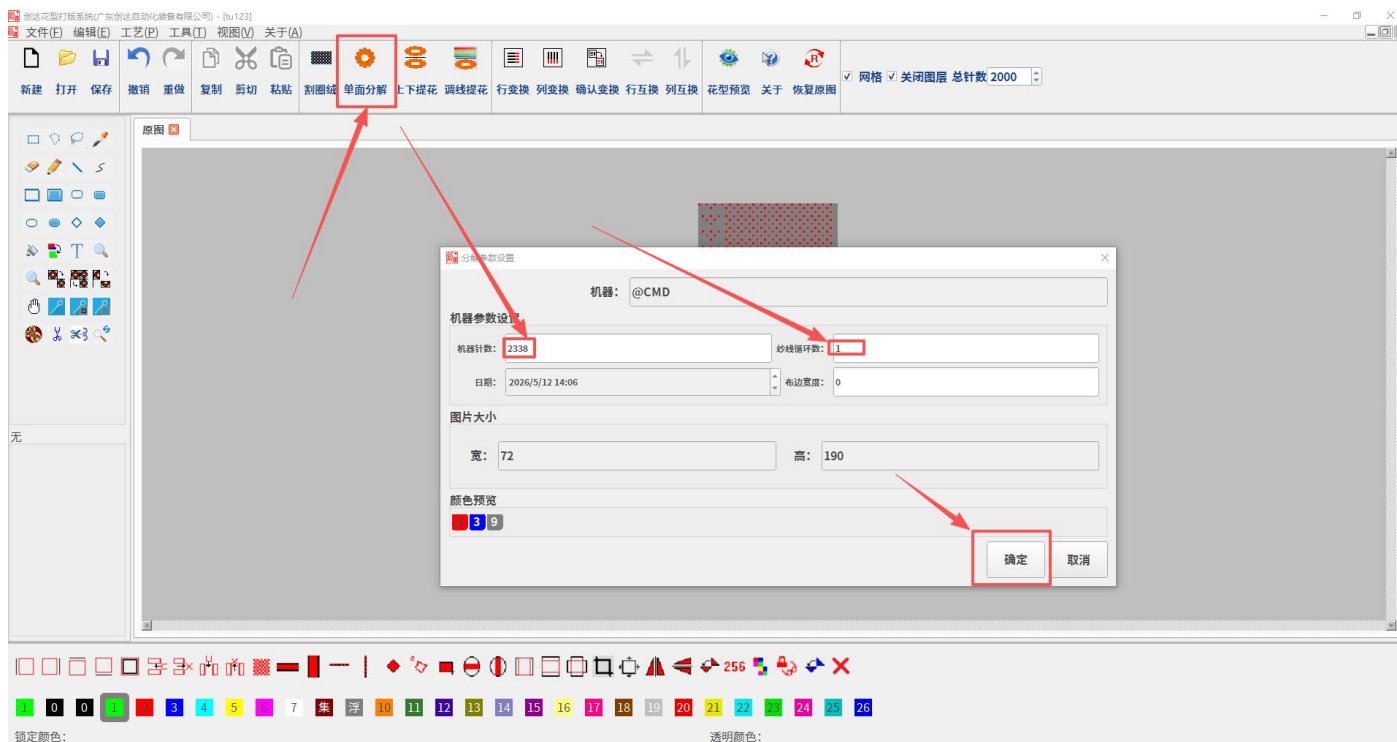 创达花型打版系统(广东创达自动化装备有限公司) - [tu123]
文件(F) 编辑(E) 工艺(P) 工具(T) 视图(V) 关于(A)
新建 打开 保存 撤销 重做 复制 剪切 粘贴 割圈绒 单面分解 上下提花 调线提花 行变换 列变换 确认变换 行互换 列互换 花型预览 关于 恢复原图 网格 关闭图层 总针数 2000
原图
分解参数设置
机器: @CMD
机器参数设置
机器针数: 2338 纱线循环数: 1
日期: 2026/5/12 14:06 布边宽度: 0
图片大小
宽: 72 高: 190
颜色预览
2 3 9
确定 取消
无
256
1 0 0 1 2 3 4 5 6 7 集 浮 10 11 12 13 14 15 16 17 18 19 20 21 22 23 24 25 26
锁定颜色: 透明颜色: